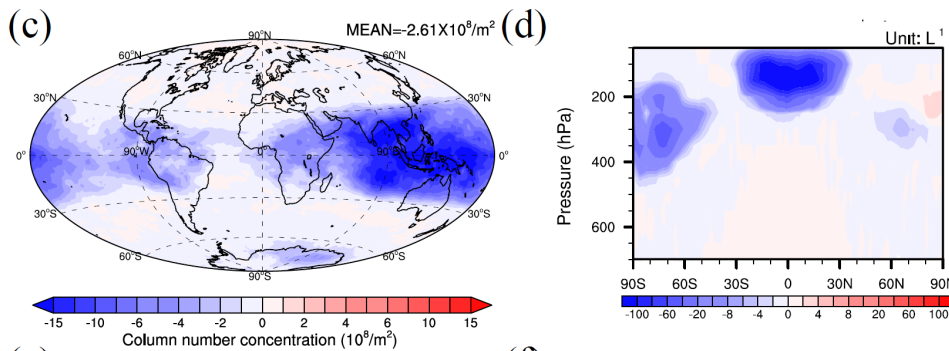 (c)
MEAN=-2.61X10⁸/m²
90°N
60°N
60°N
30°N
30°N
0°
90°W
90°E
0°
30°S
30°S
60°S
60°S
90°S
-15 -10 -6 -4 -2 0 2 4 6 10 15
Column number concentration (10⁸/m²)
(d)
Unit: L⁻¹
Pressure (hPa)
200
400
600
90S 60S 30S 0 30N 60N 90N
-100 -60 -20 -8 -4 0 4 8 20 60 100